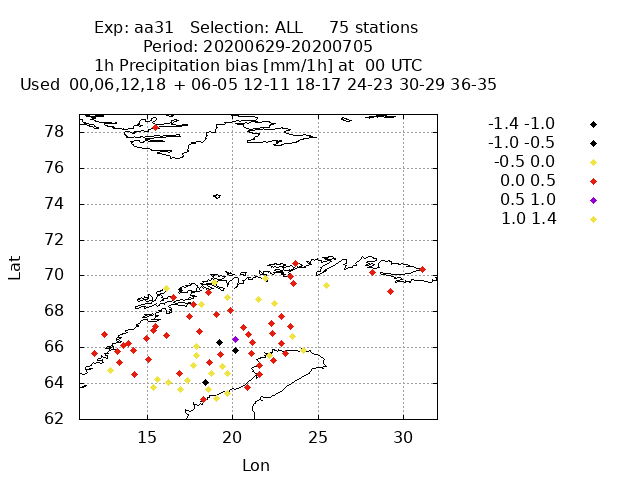 Exp: aa31 Selection: ALL 75 stations
Period: 20200629-20200705
1h Precipitation bias [mm/1h] at 00 UTC
Used 00,06,12,18 + 06-05 12-11 18-17 24-23 30-29 36-35
-1.4 -1.0
-1.0 -0.5
-0.5 0.0
0.0 0.5
0.5 1.0
1.0 1.4
Lat
78
76
74
72
70
68
66
64
62
15 20 25 30
Lon